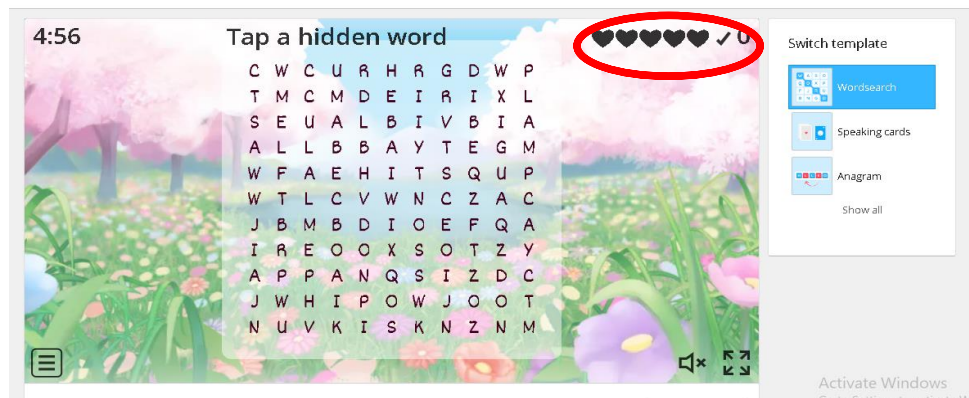 4:56
Tap a hidden word
✓ 0
C W C U R H R G D W P
T M C M D E I R I X L
S E U A L B I V B I A
A L L B B A Y T E G M
W F A E H I T S Q U P
W T L C V W N C Z A C
J B M B D I O E F Q A
I R E O O X S O T Z Y
A P P A N Q S I Z D C
J W H I P O W J O O T
N U V K I S K N Z N M
Switch template
Wordsearch
Speaking cards
Anagram
Show all
Activate Windows